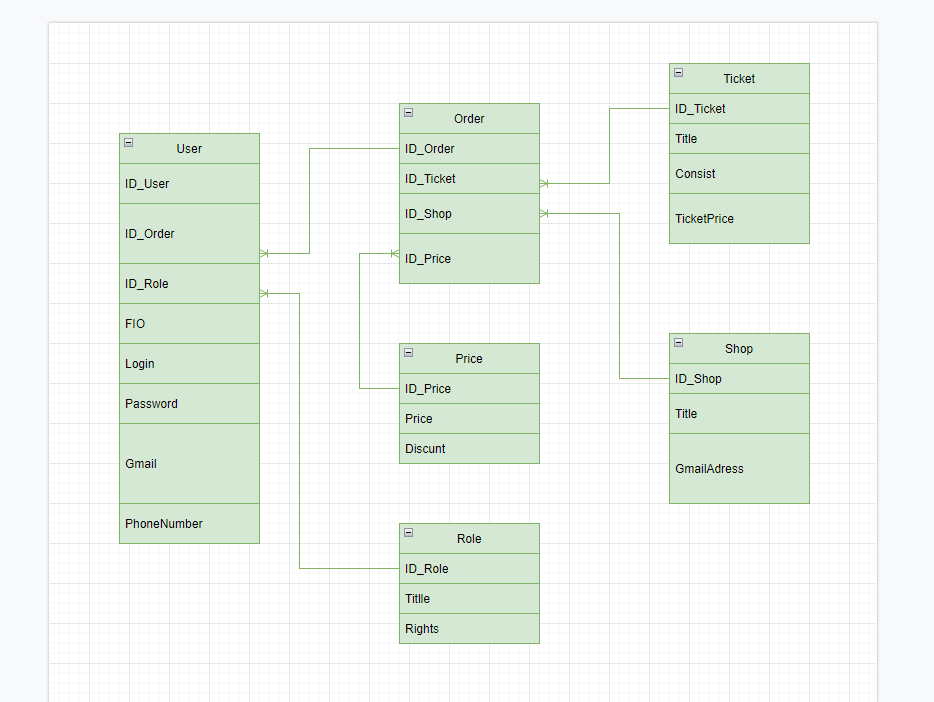 User
ID_User
ID_Order
ID_Role
FIO
Login
Password
Gmail
PhoneNumber
Order
ID_Order
ID_Ticket
ID_Shop
ID_Price
Price
ID_Price
Price
Discunt
Role
ID_Role
Titlle
Rights
Ticket
ID_Ticket
Title
Consist
TicketPrice
Shop
ID_Shop
Title
GmailAdress